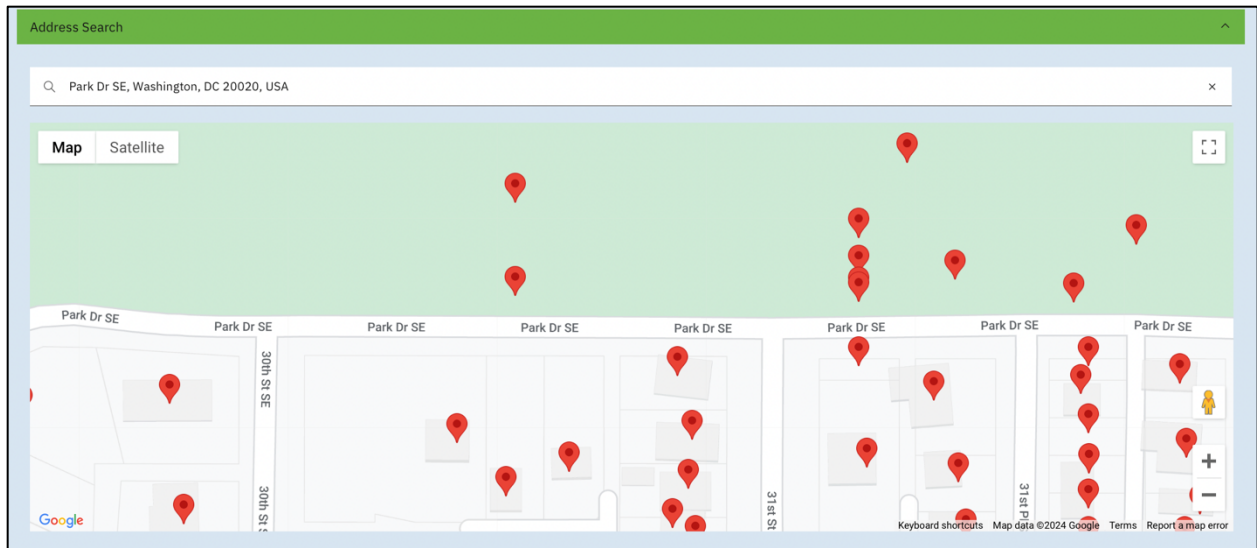 Address Search
Park Dr SE, Washington, DC 20020, USA
Map Satellite
Park Dr SE
Park Dr SE
Park Dr SE
Park Dr SE
Park Dr SE
Park Dr SE
Park Dr SE
Park Dr SE
30th St SE
30th St S
31st St
31st Pl
Google
Keyboard shortcuts Map data ©2024 Google Terms Report a map error